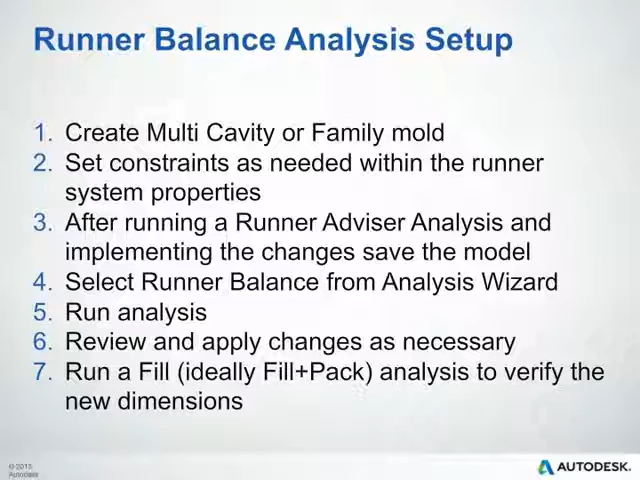 Runner Balance Analysis Setup
1. Create Multi Cavity or Family mold
2. Set constraints as needed within the runner
system properties
3. After running a Runner Adviser Analysis and
implementing the changes save the model
4. Select Runner Balance from Analysis Wizard
5. Run analysis
6. Review and apply changes as necessary
7. Run a Fill (ideally Fill+Pack) analysis to verify the
new dimensions
©
Autodesk
AUTODESK.